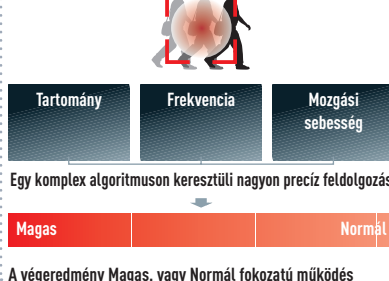 Tartomány Frekvencia Mozgási
sebesség
Egy komplex algoritmuson keresztüli nagyon precíz feldolgozás
Magas Normál
A végeredmény Magas, vagy Normál fokozatú működés